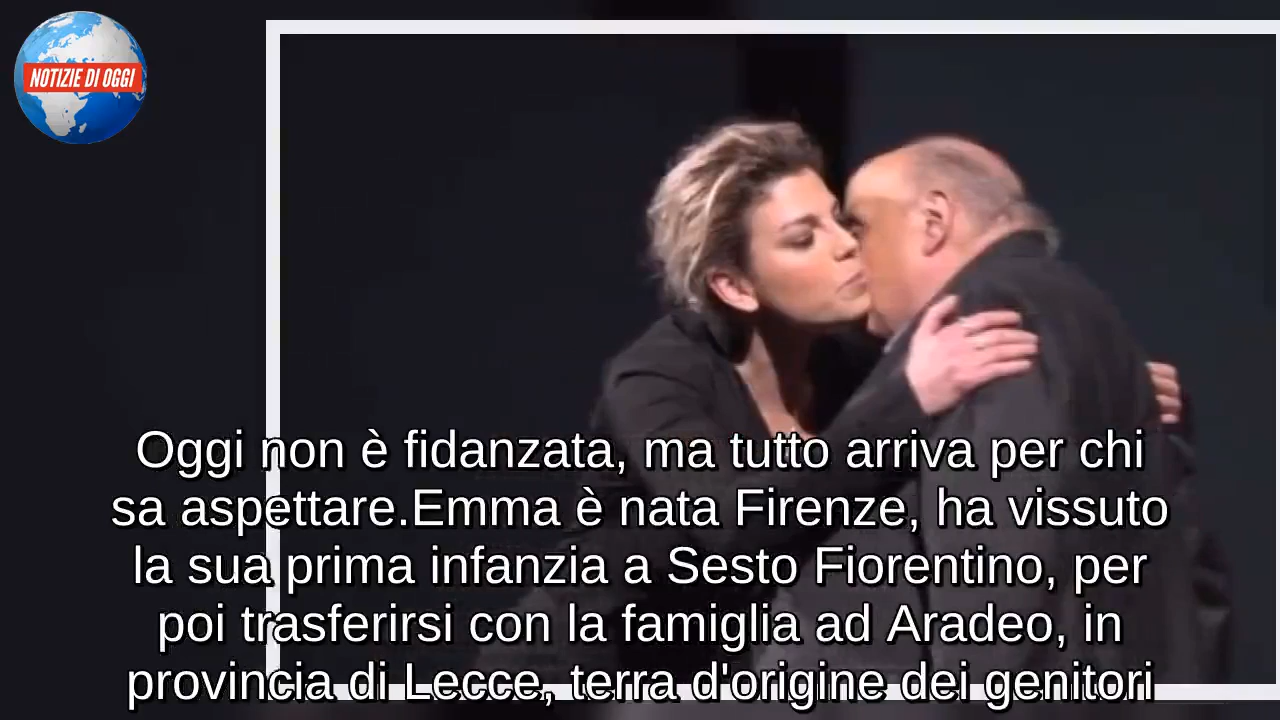 NOTIZIE DI OGGI
Oggi non è fidanzata, ma tutto arriva per chi
sa aspettare.Emma è nata Firenze, ha vissuto
la sua prima infanzia a Sesto Fiorentino, per
poi trasferirsi con la famiglia ad Aradeo, in
provincia di Lecce, terra d'origine dei genitori